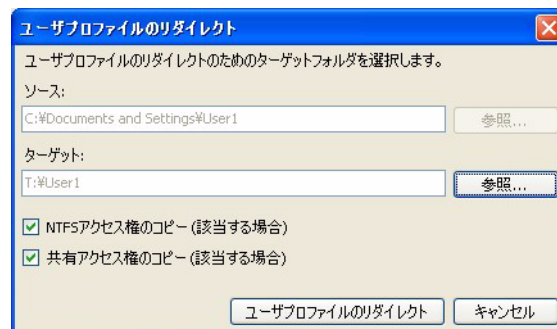 ユーザプロファイルのリダイレクト
ユーザプロファイルのリダイレクトのためのターゲットフォルダを選択します。
ソース:
C:¥Documents and Settings¥User1
参照...
ターゲット:
T:¥User1
参照...
NTFSアクセス権のコピー (該当する場合)
共有アクセス権のコピー (該当する場合)
ユーザプロファイルのリダイレクト
キャンセル